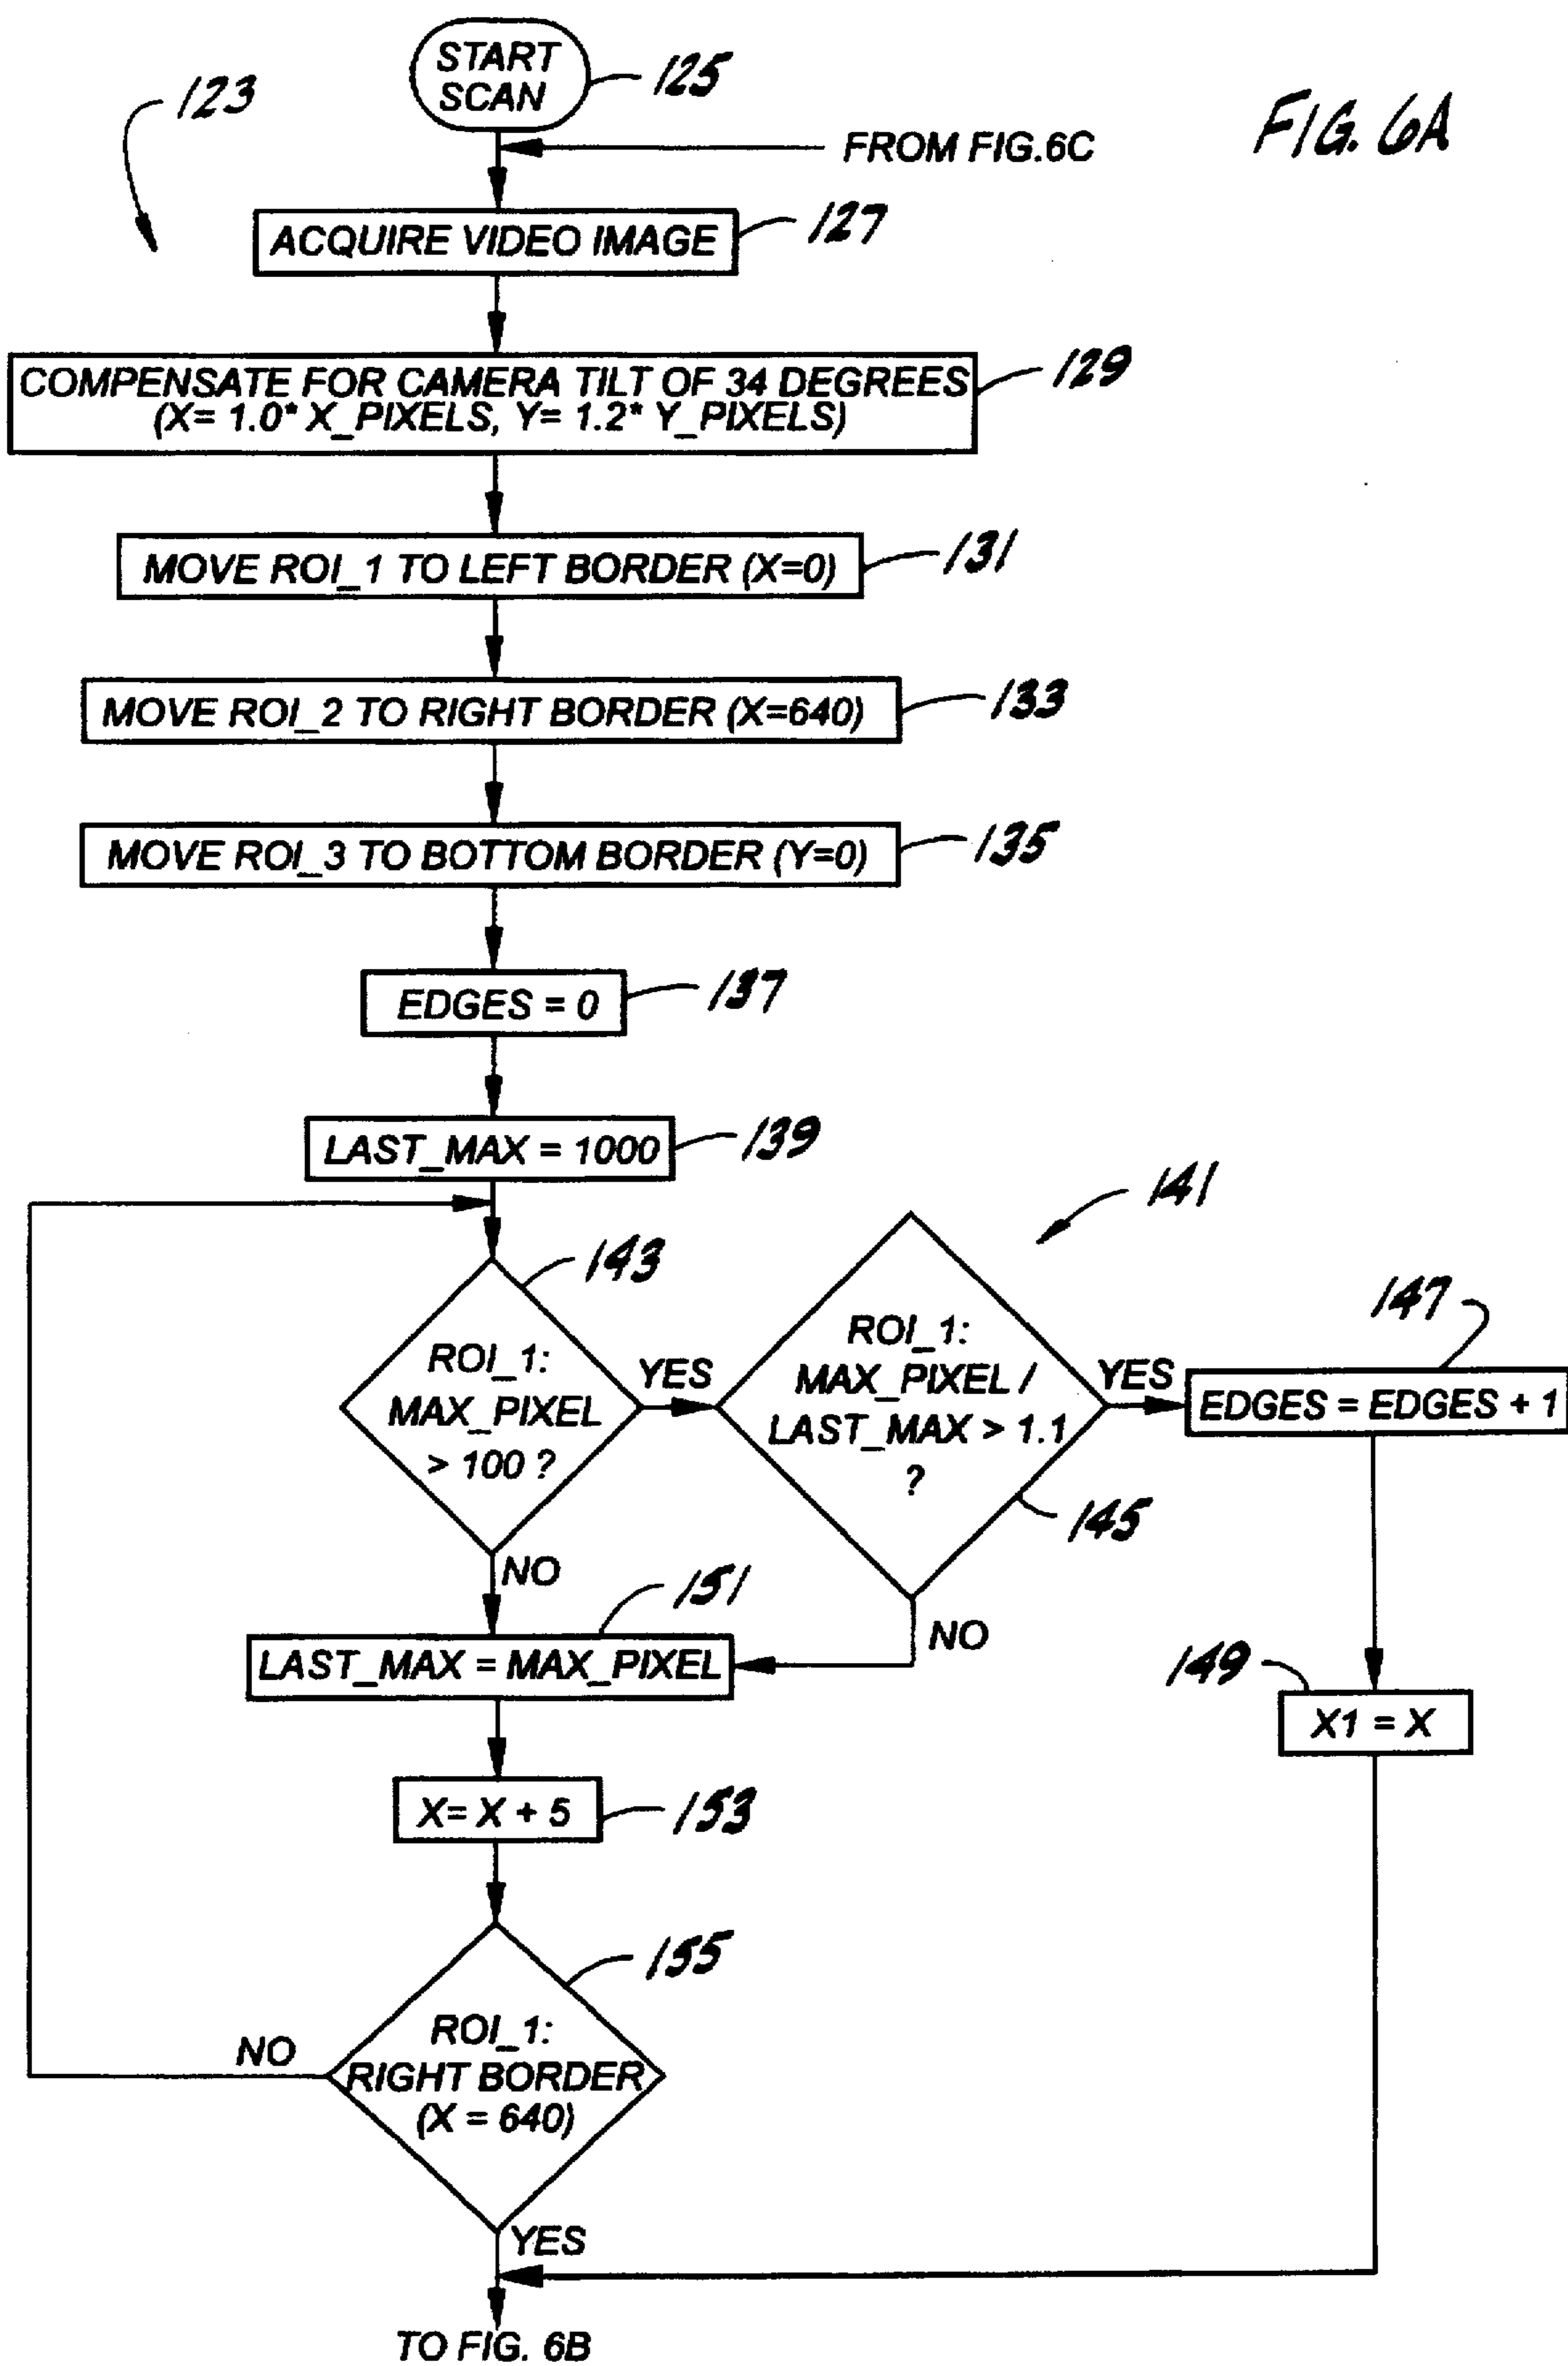 START
SCAN
125
123
FIG. 6A
FROM FIG.6C
ACQUIRE VIDEO IMAGE
127
COMPENSATE FOR CAMERA TILT OF 34 DEGREES
(X= 1.0* X_PIXELS, Y= 1.2* Y_PIXELS)
129
MOVE ROI_1 TO LEFT BORDER (X=0)
131
MOVE ROI_2 TO RIGHT BORDER (X=640)
133
MOVE ROI_3 TO BOTTOM BORDER (Y=0)
135
EDGES = 0
137
LAST_MAX = 1000
139
141
143
ROI_1:
MAX_PIXEL
> 100 ?
YES
NO
ROI_1:
MAX_PIXEL /
LAST_MAX > 1.1
?
YES
145
NO
147
EDGES = EDGES + 1
149
X1 = X
151
LAST_MAX = MAX_PIXEL
X= X + 5
153
155
ROI_1:
RIGHT BORDER
(X = 640)
NO
YES
TO FIG. 6B